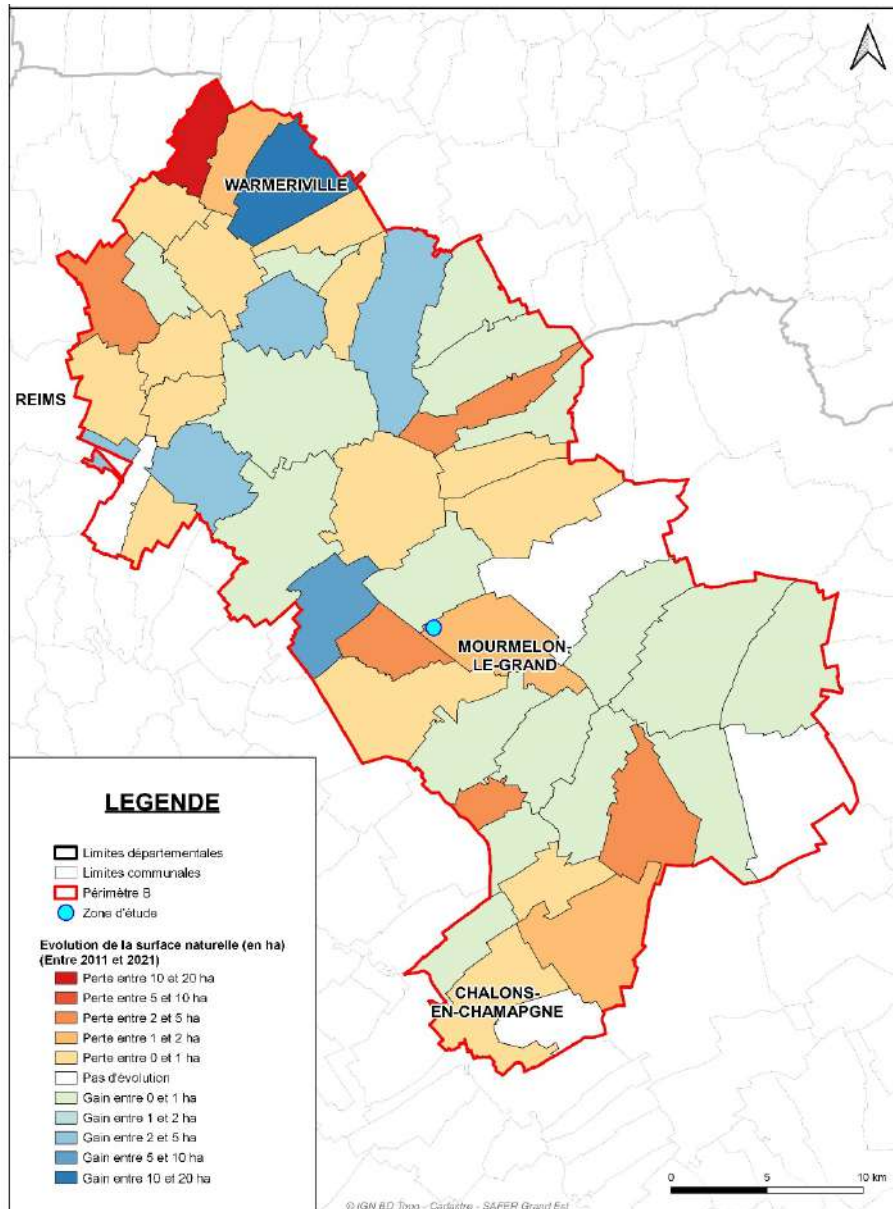 WARMERIVILLE
REIMS
MOURMELON-
LE-GRAND
CHALONS-
EN-CHAMAPGNE
LEGENDE
Limites départementales
Limites communales
Périmètre B
Zone d'étude
Evolution de la surface naturelle (en ha)
(Entre 2011 et 2021)
Perte entre 10 et 20 ha
Perte entre 5 et 10 ha
Perte entre 2 et 5 ha
Perte entre 1 et 2 ha
Perte entre 0 et 1 ha
Pas d'évolution
Gain entre 0 et 1 ha
Gain entre 1 et 2 ha
Gain entre 2 et 5 ha
Gain entre 5 et 10 ha
Gain entre 10 et 20 ha
0 5 10 km
© IGN BD Topo - Cadastre - SAFER Grand Est